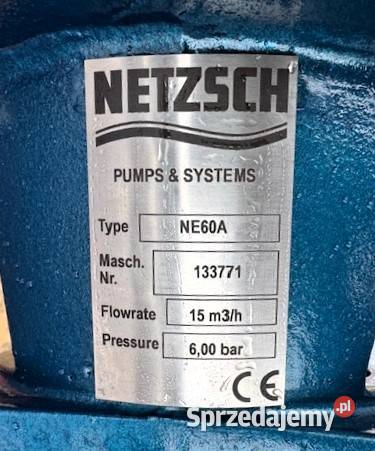 NETZSCH
PUMPS & SYSTEMS
Type NE60A
Masch. Nr. 133771
Flowrate 15 m3/h
Pressure 6,00 bar
CE
Sprzedajemy.pl